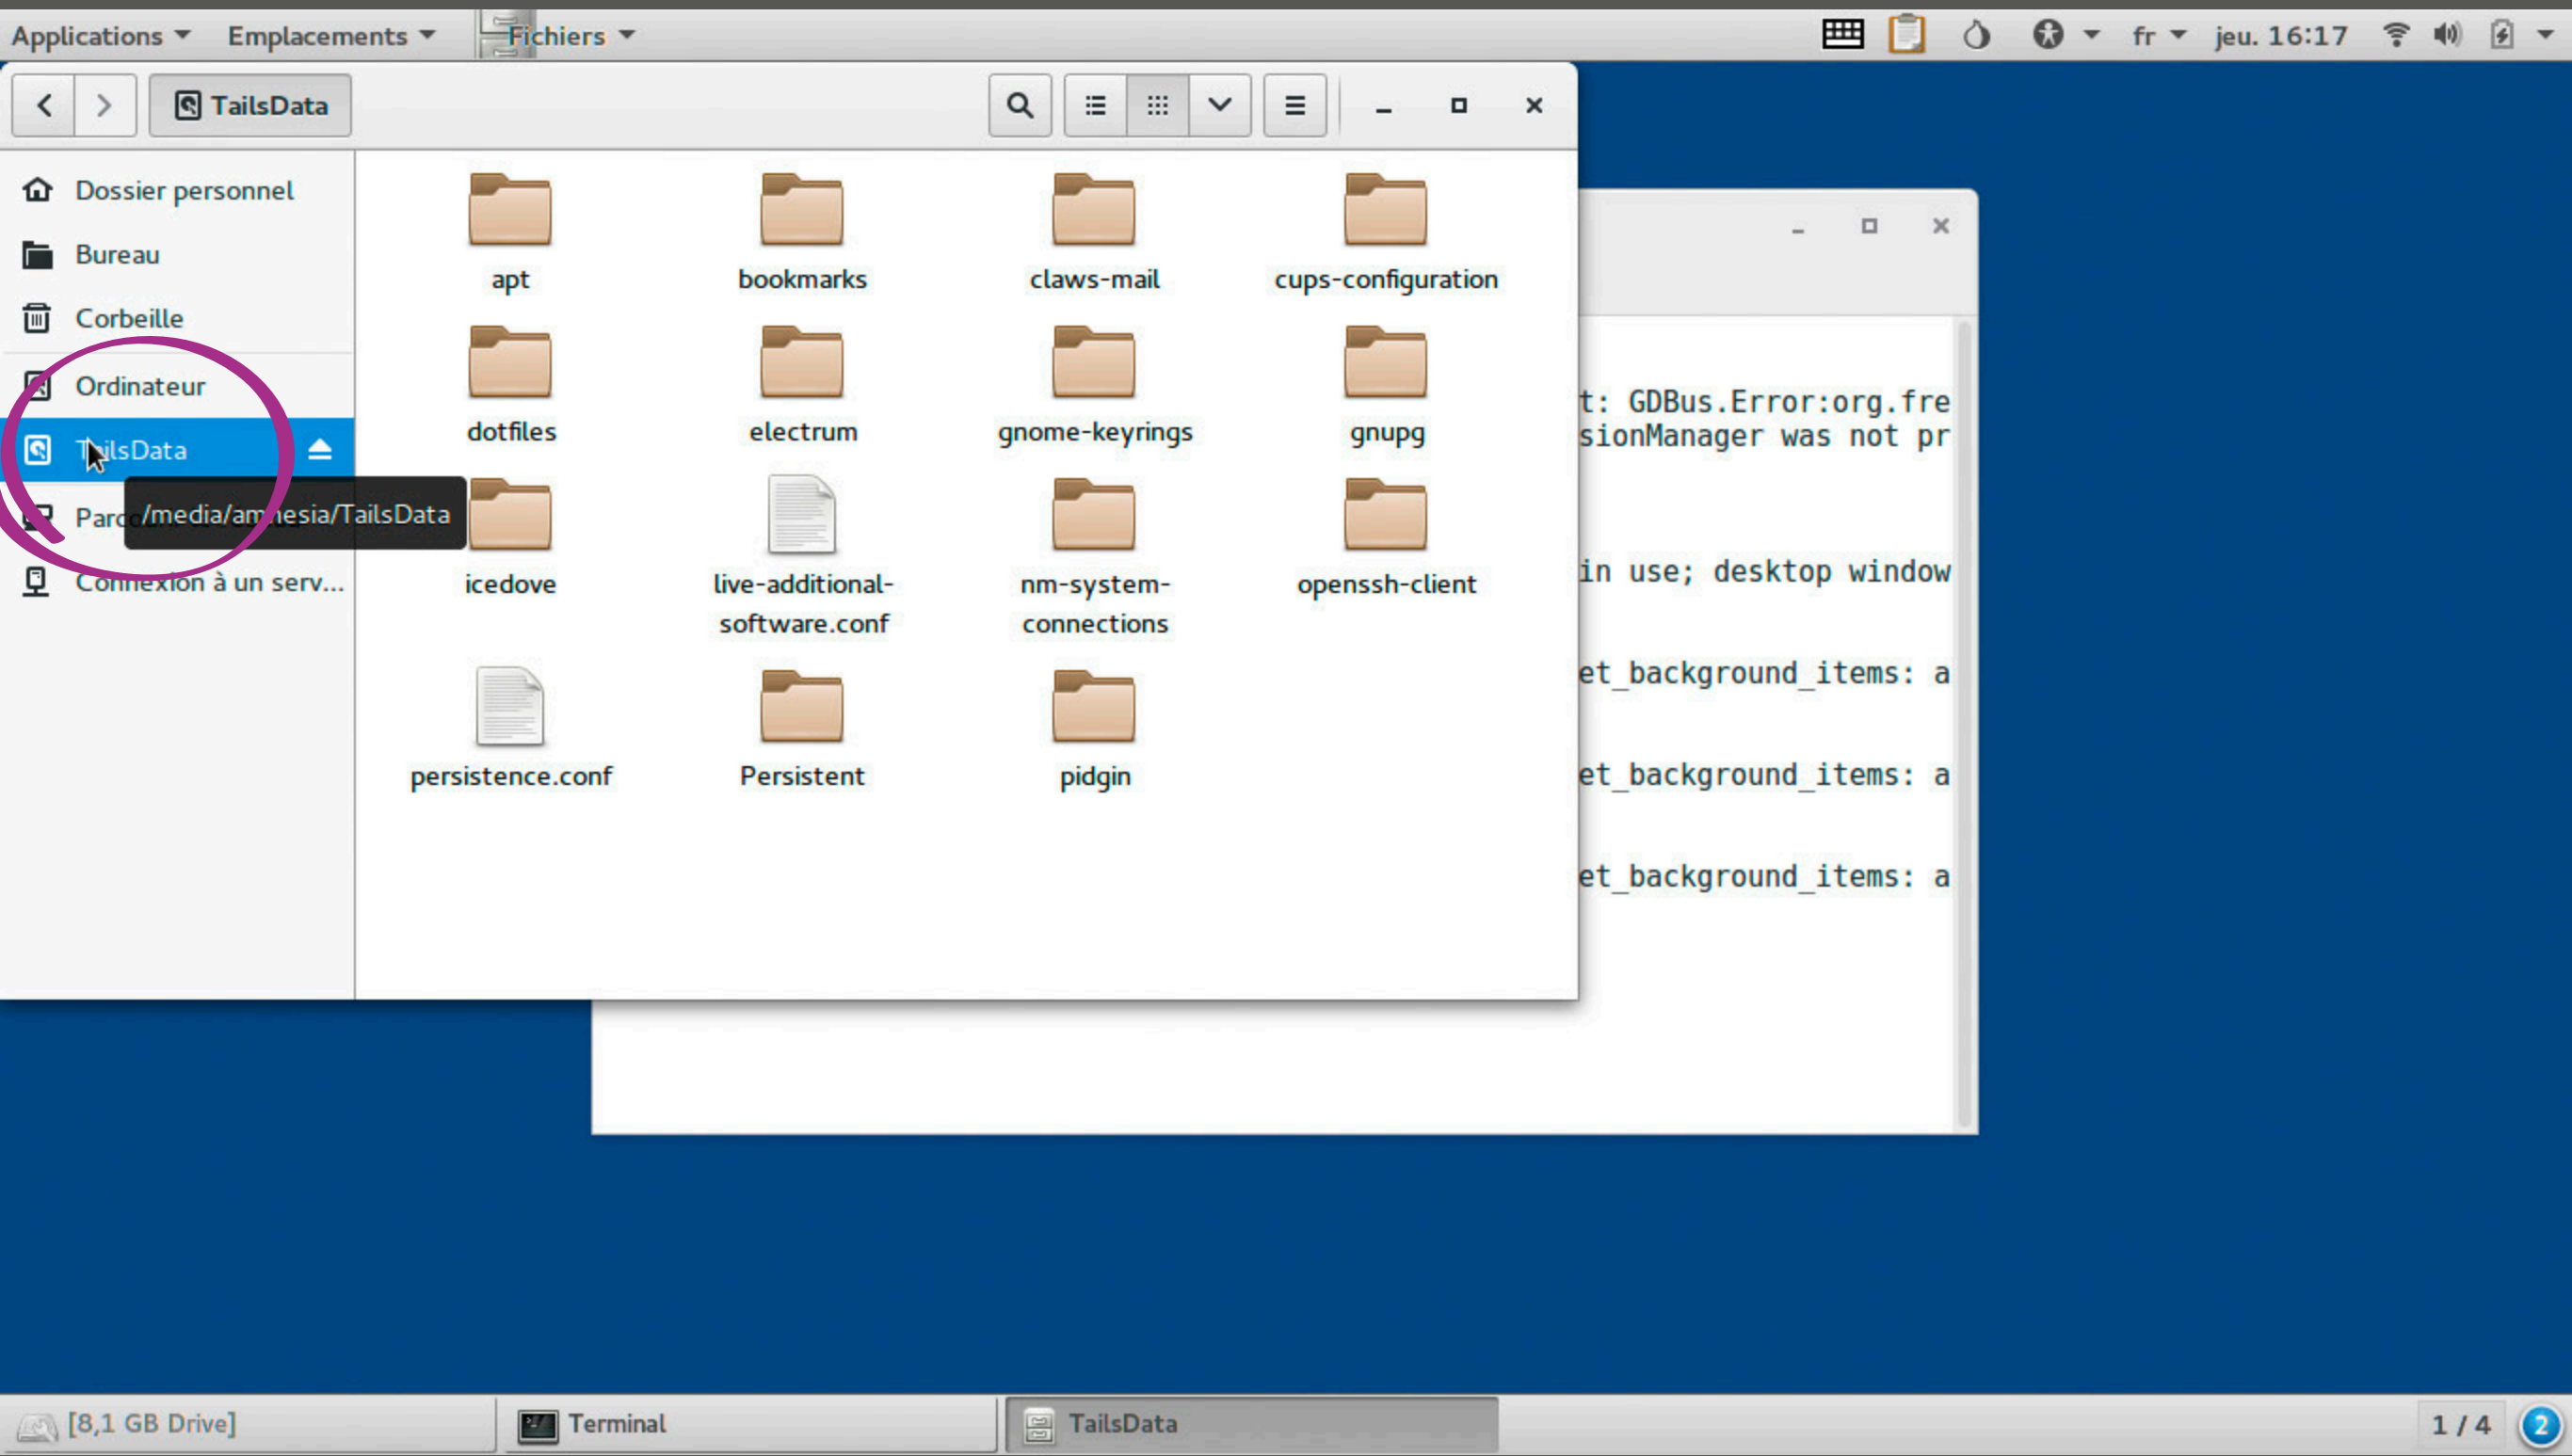 Applications Emplacements Fichiers fr jeu. 16:17
TailsData
Dossier personnel
Bureau
Corbeille
Ordinateur
TailsData
/media/amnesia/TailsData
Connexion à un serv...
apt bookmarks claws-mail cups-configuration
dotfiles electrum gnome-keyrings gnupg
icedove live-additional-software.conf nm-system-connections openssh-client
persistence.conf Persistent pidgin
t: GDBus.Error:org.fre
sionManager was not pr
in use; desktop window
et_background_items: a
et_background_items: a
et_background_items: a
[8,1 GB Drive] Terminal TailsData 1 / 4 2